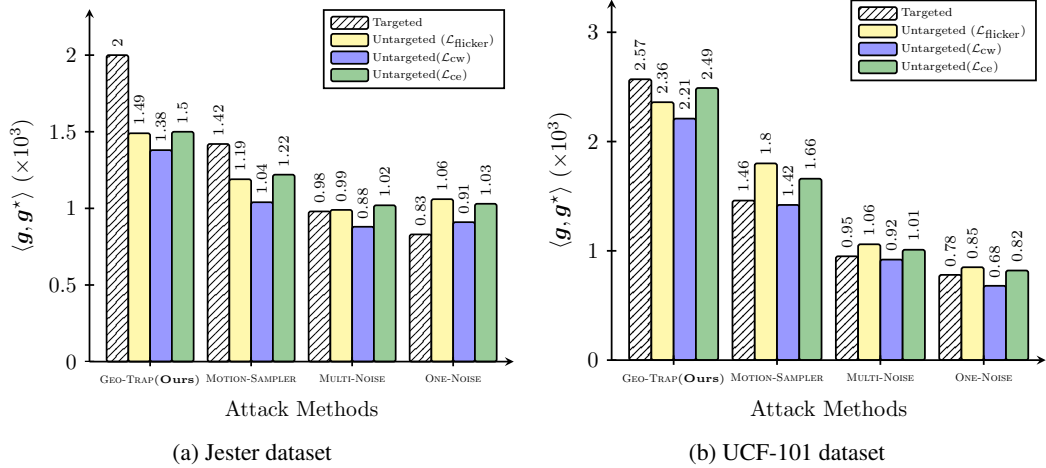 Targeted
Untargeted (𝓛flicker)
Untargeted(𝓛cw)
Untargeted(𝓛ce)
⟨g, g⋆⟩ (×10³)
2
1.5
1
0.5
0
2
1.49
1.38
1.5
1.42
1.19
1.04
1.22
0.98
0.99
0.88
1.02
0.83
1.06
0.91
1.03
GEO-TRAP(Ours) MOTION-SAMPLER MULTI-NOISE ONE-NOISE
Attack Methods
(a) Jester dataset
Targeted
Untargeted (𝓛flicker)
Untargeted(𝓛cw)
Untargeted(𝓛ce)
⟨g, g⋆⟩ (×10³)
3
2
1
0
2.57
2.36
2.21
2.49
1.46
1.8
1.42
1.66
0.95
1.06
0.92
1.01
0.78
0.85
0.68
0.82
GEO-TRAP(Ours) MOTION-SAMPLER MULTI-NOISE ONE-NOISE
Attack Methods
(b) UCF-101 dataset